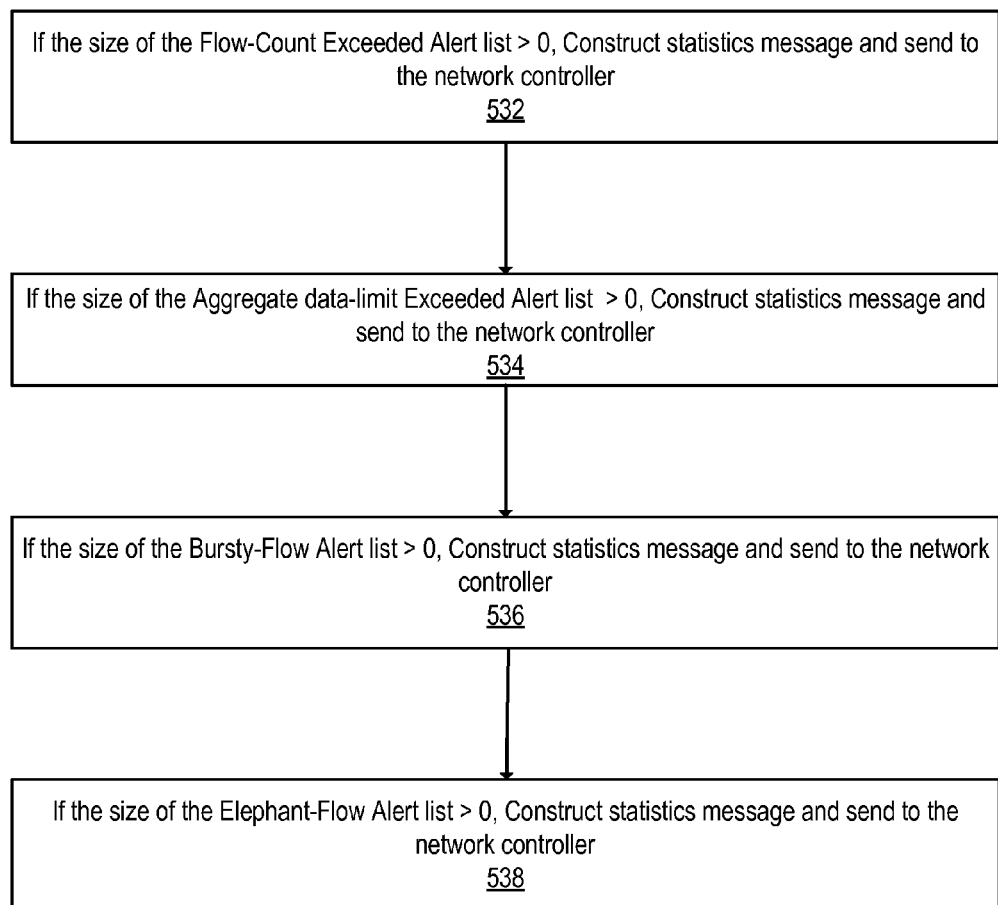 If the size of the Flow-Count Exceeded Alert list > 0, Construct statistics message and send to
the network controller
532
If the size of the Aggregate data-limit Exceeded Alert list > 0, Construct statistics message and
send to the network controller
534
If the size of the Bursty-Flow Alert list > 0, Construct statistics message and send to the network
controller
536
If the size of the Elephant-Flow Alert list > 0, Construct statistics message and send to the
network controller
538